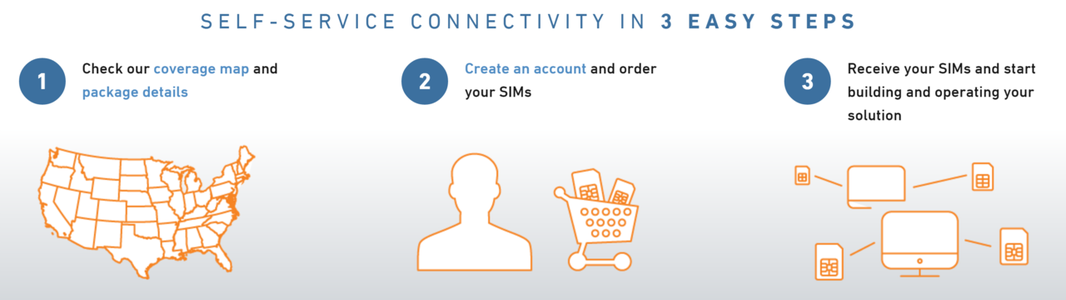 SELF-SERVICE CONNECTIVITY IN 3 EASY STEPS
1
Check our coverage map and
package details
2
Create an account and order
your SIMs
3
Receive your SIMs and start
building and operating your
solution